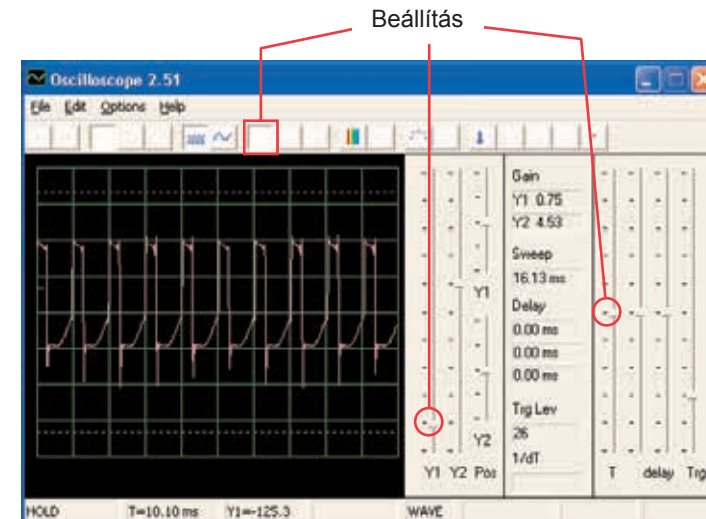 Beállítás
Oscilloscope 2.51
File Edit Options Help
Gain
Y1 0.75
Y2 4.53
Sweep
16.13 ms
Delay
0.00 ms
0.00 ms
0.00 ms
Trg Lev
26
1/dT
Y1
Y2
Y1 Y2 Pos
T delay Trg
HOLD T=10.10 ms Y1=-125.3 WAVE